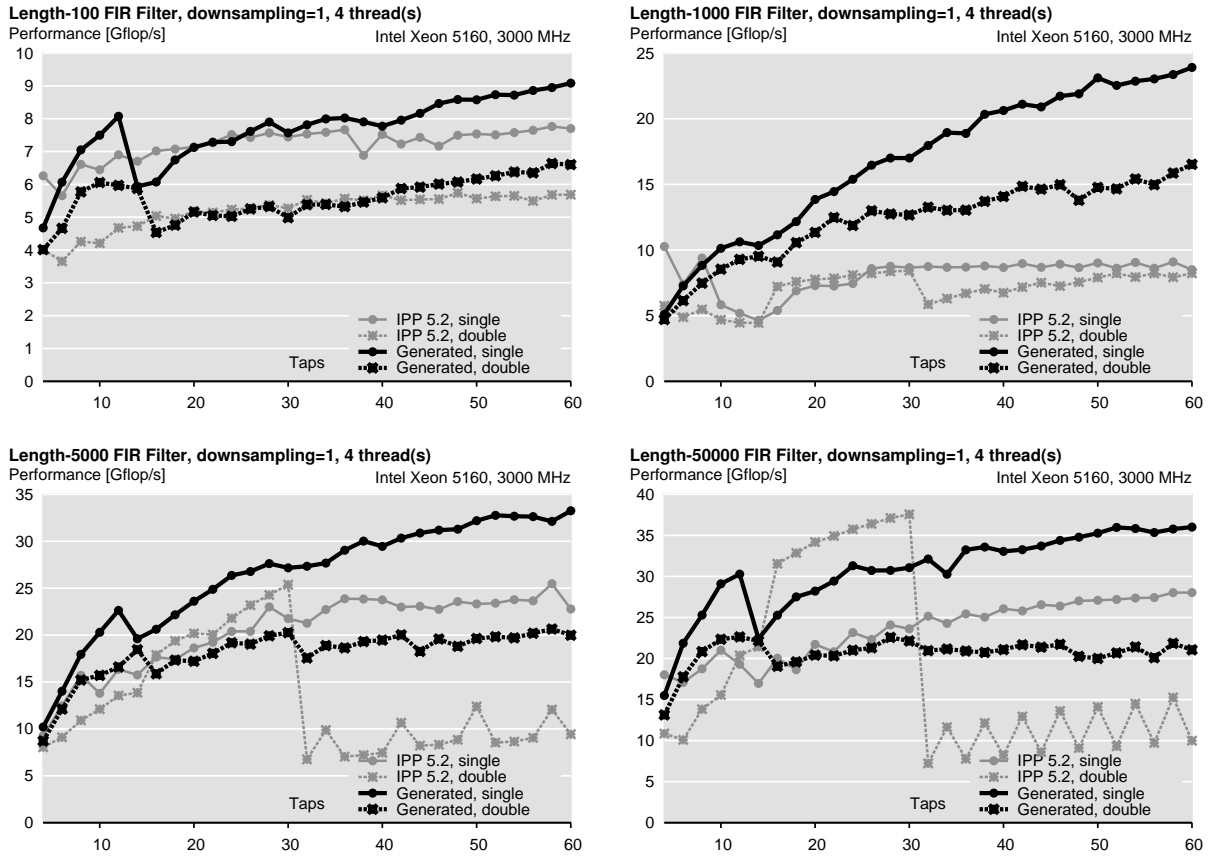 Length-100 FIR Filter, downsampling=1, 4 thread(s)
Performance [Gflop/s]
Intel Xeon 5160, 3000 MHz
10
9
8
7
6
5
4
3
2
1
0
IPP 5.2, single
IPP 5.2, double
Generated, single
Generated, double
Taps
10
20
30
40
50
60
Length-1000 FIR Filter, downsampling=1, 4 thread(s)
Performance [Gflop/s]
Intel Xeon 5160, 3000 MHz
25
20
15
10
5
0
IPP 5.2, single
IPP 5.2, double
Generated, single
Generated, double
Taps
10
20
30
40
50
60
Length-5000 FIR Filter, downsampling=1, 4 thread(s)
Performance [Gflop/s]
Intel Xeon 5160, 3000 MHz
35
30
25
20
15
10
5
0
IPP 5.2, single
IPP 5.2, double
Generated, single
Generated, double
Taps
10
20
30
40
50
60
Length-50000 FIR Filter, downsampling=1, 4 thread(s)
Performance [Gflop/s]
Intel Xeon 5160, 3000 MHz
40
35
30
25
20
15
10
5
0
IPP 5.2, single
IPP 5.2, double
Generated, single
Generated, double
Taps
10
20
30
40
50
60